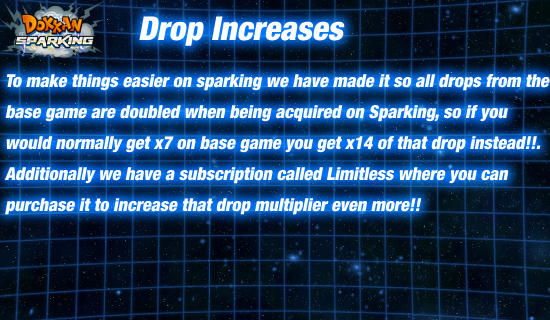 DOKKAN
SPARKING
Drop Increases
To make things easier on sparking we have made it so all drops from the
base game are doubled when being acquired on Sparking, so if you
would normally get x7 on base game you get x14 of that drop instead!!.
Additionally we have a subscription called Limitless where you can
purchase it to increase that drop multiplier even more!!